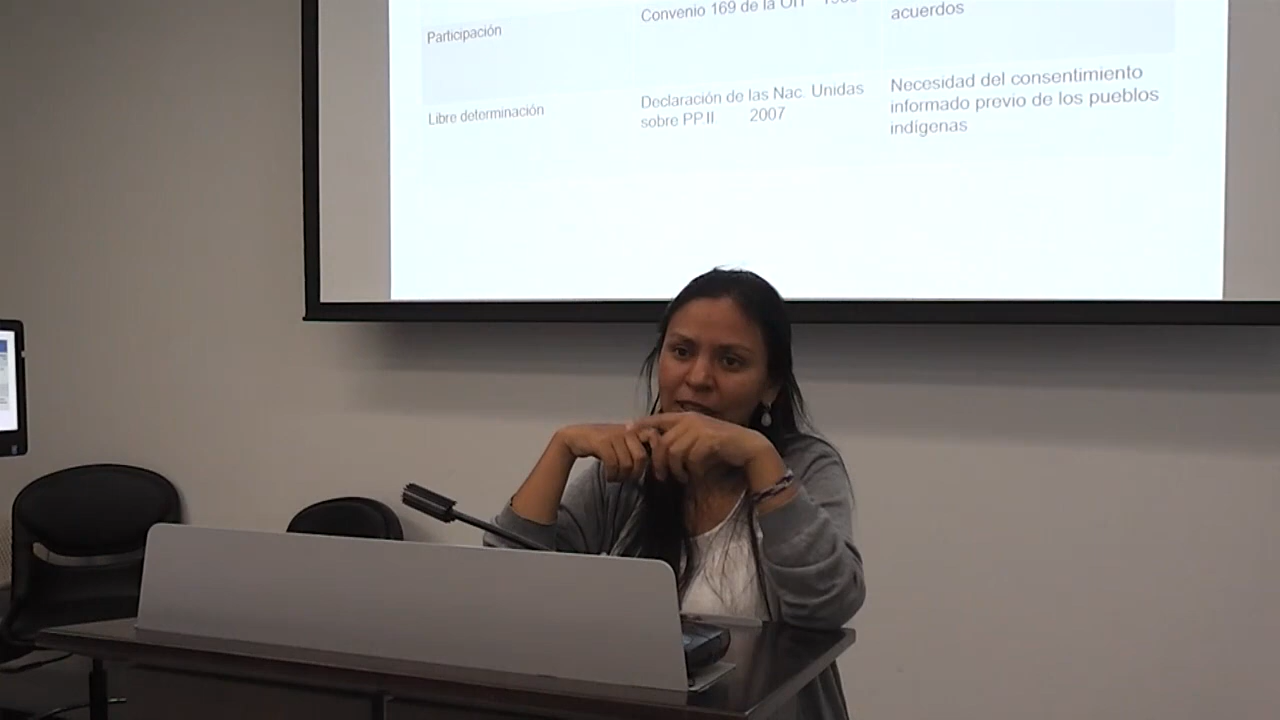 Participación
Convenio 169 de la OIT
acuerdos
Libre determinación
Declaración de las Nac. Unidas
sobre PP.II 2007
Necesidad del consentimiento
informado previo de los pueblos
indígenas